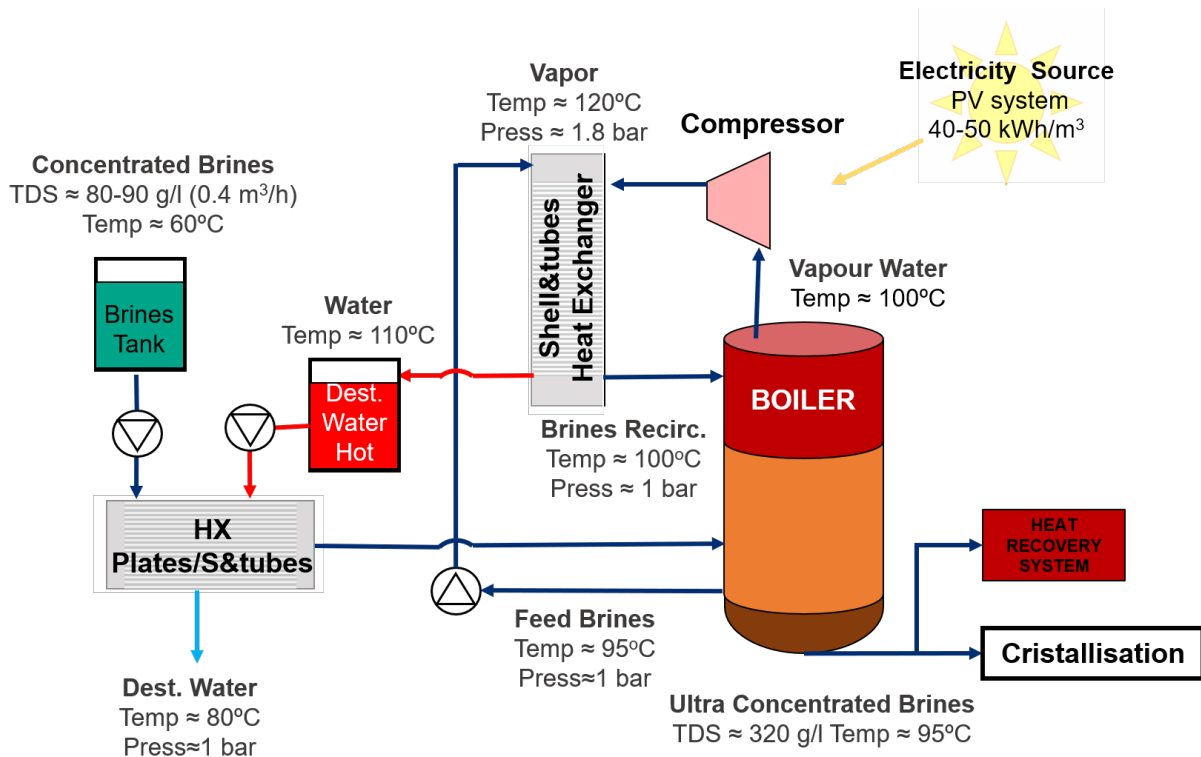 Electricity Source
PV system
40-50 kWh/m³
Vapor
Temp ≈ 120ºC
Press ≈ 1.8 bar
Compressor
Concentrated Brines
TDS ≈ 80-90 g/l (0.4 m³/h)
Temp ≈ 60ºC
Brines
Tank
Shell&tubes
Heat Exchanger
Vapour Water
Temp ≈ 100ºC
Water
Temp ≈ 110ºC
Dest.
Water
Hot
BOILER
Brines Recirc.
Temp ≈ 100ºC
Press ≈ 1 bar
HX
Plates/S&tubes
HEAT
RECOVERY
SYSTEM
Feed Brines
Temp ≈ 95ºC
Press≈1 bar
Cristallisation
Dest. Water
Temp ≈ 80ºC
Press≈1 bar
Ultra Concentrated Brines
TDS ≈ 320 g/l Temp ≈ 95ºC